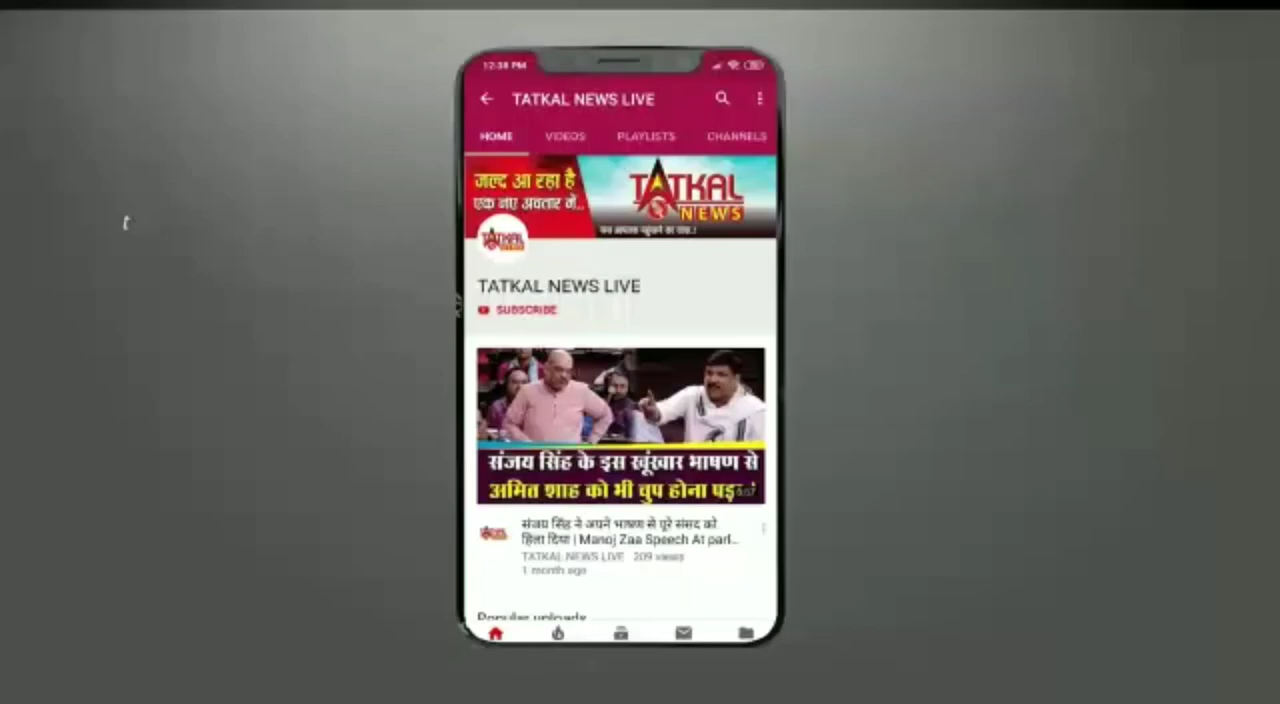 12:38 PM
TATKAL NEWS LIVE
HOME VIDEOS PLAYLISTS CHANNELS
जल्द आ रहा है
एक नए अवतार में..
TATKAL
NEWS
TATKAL
t
TATKAL NEWS LIVE
SUBSCRIBE
संजय सिंह के इस खूंखार भाषण से
अमित शाह को भी चुप होना पड़
संजय सिंह ने अपने भाषण से पूरे संसद को
हिला दिया | Manoj Zaa Speech At parl...
TATKAL NEWS LIVE 209 views
1 month ago
Popular uploads